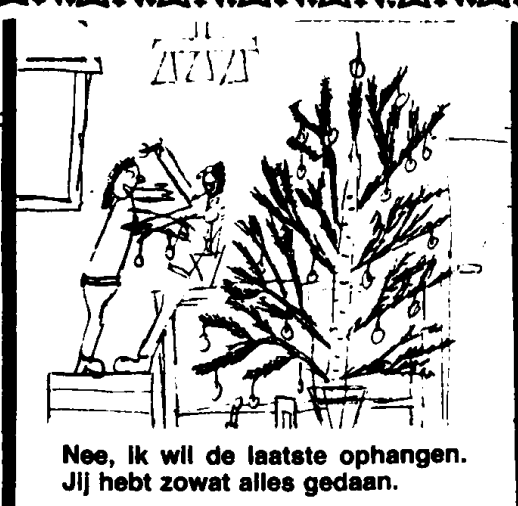 Nee, ik wil de laatste ophangen.
Jij hebt zowat alles gedaan.